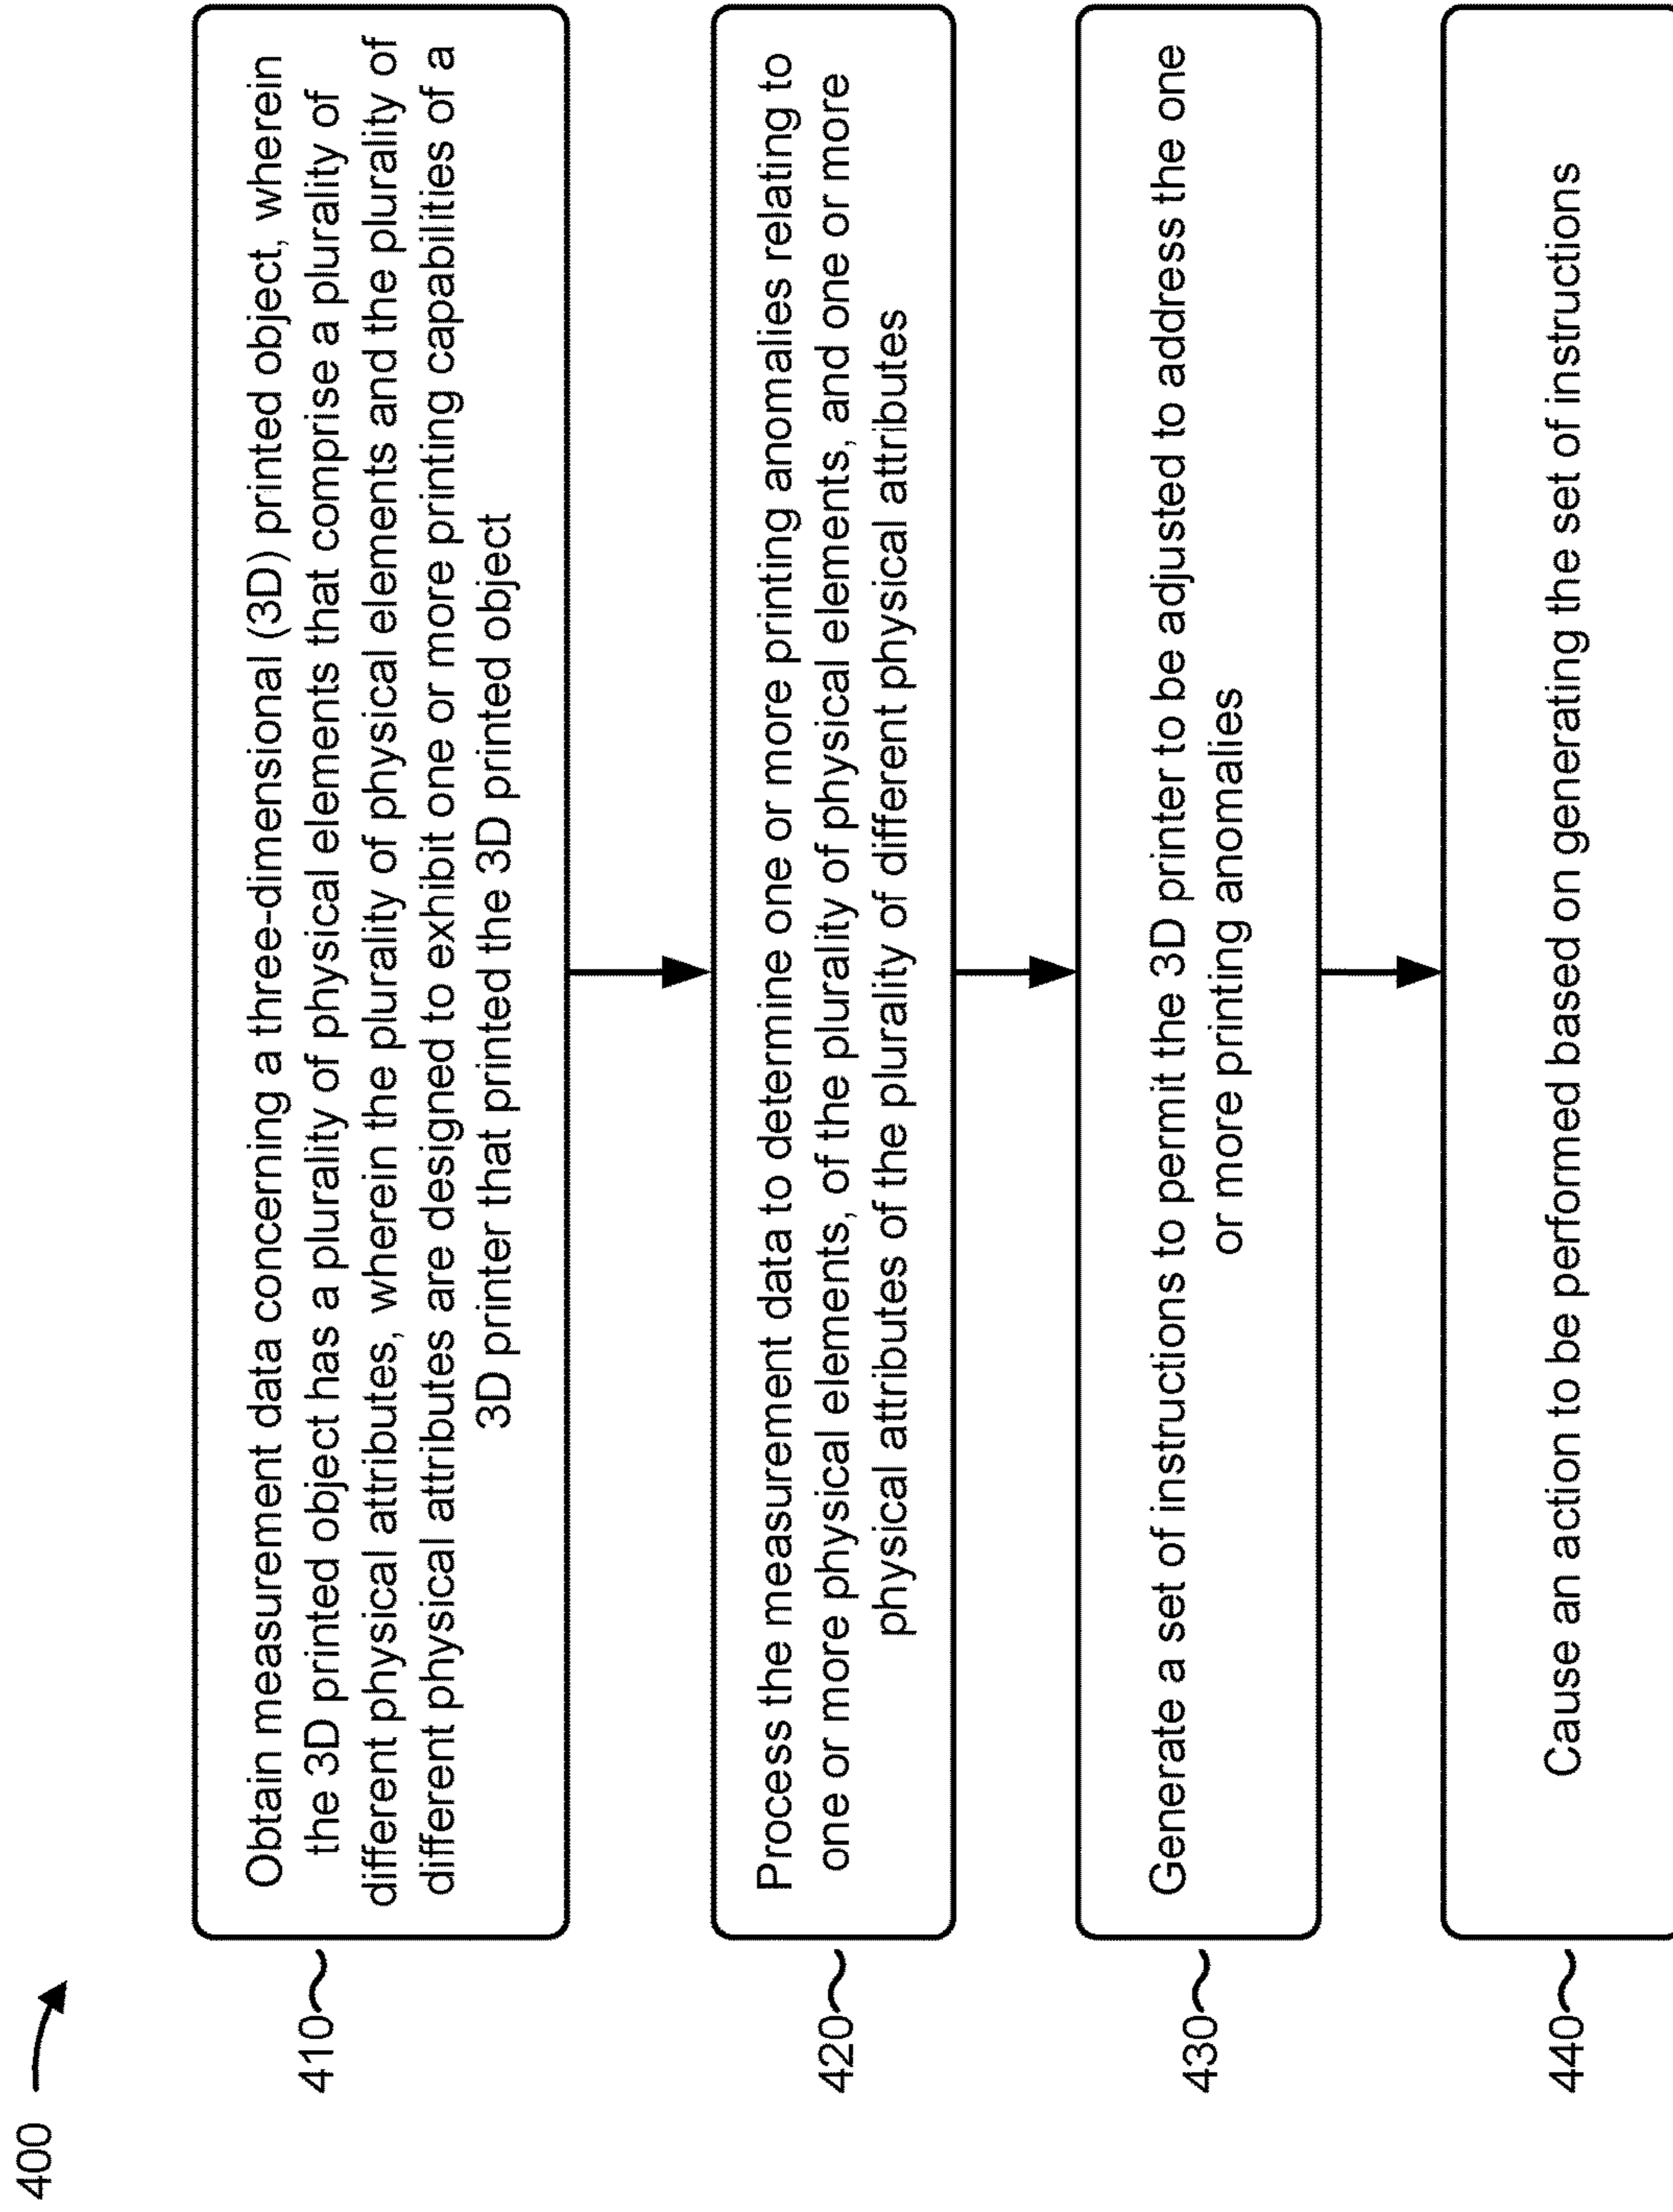 400
410
Obtain measurement data concerning a three-dimensional (3D) printed object, wherein
the 3D printed object has a plurality of physical elements that comprise a plurality of
different physical attributes, wherein the plurality of physical elements and the plurality of
different physical attributes are designed to exhibit one or more printing capabilities of a
3D printer that printed the 3D printed object
420
Process the measurement data to determine one or more printing anomalies relating to
one or more physical elements, of the plurality of physical elements, and one or more
physical attributes of the plurality of different physical attributes
430
Generate a set of instructions to permit the 3D printer to be adjusted to address the one
or more printing anomalies
440
Cause an action to be performed based on generating the set of instructions